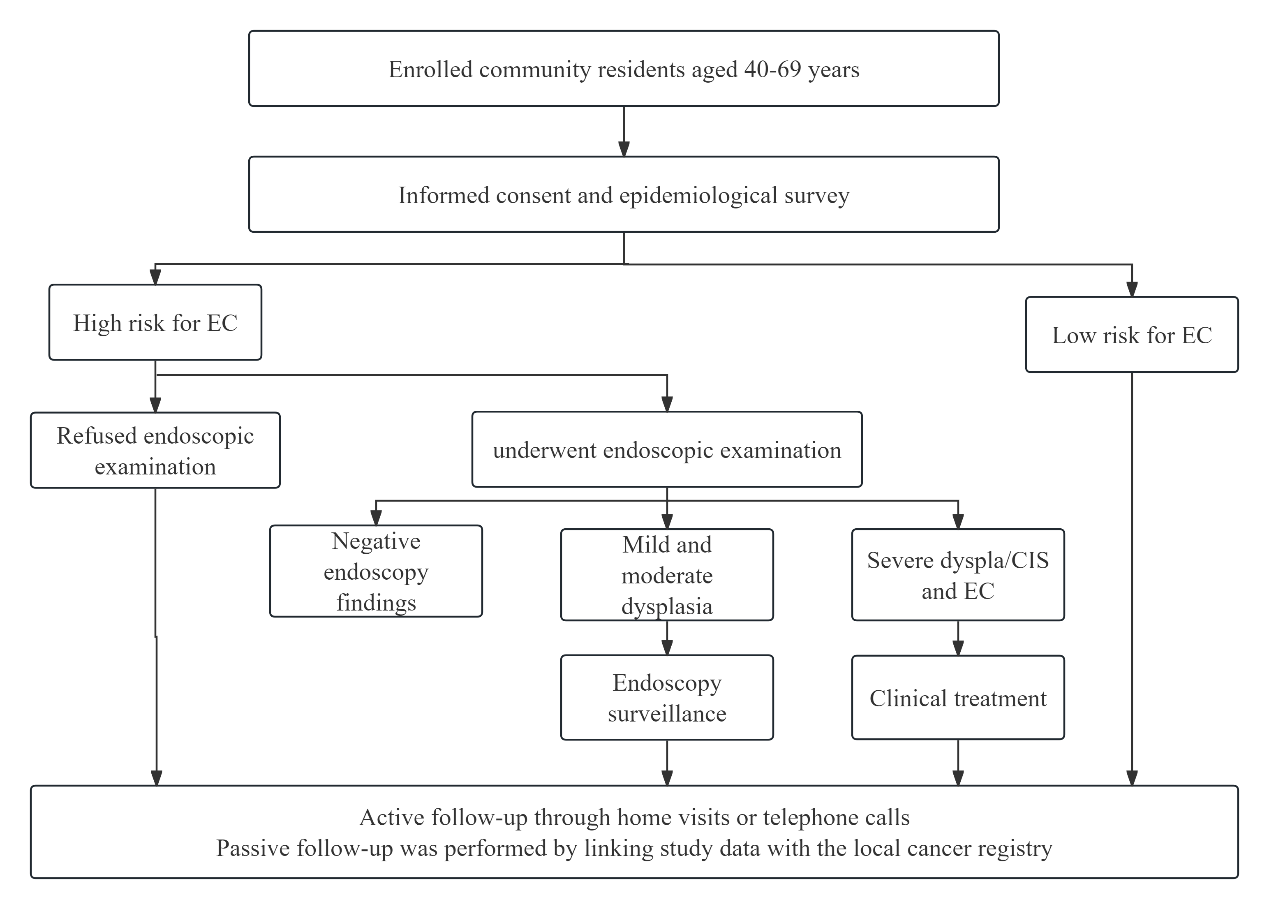 Enrolled community residents aged 40-69 years
Informed consent and epidemiological survey
High risk for EC
Low risk for EC
Refused endoscopic
examination
underwent endoscopic examination
Negative
endoscopy
findings
Mild and
moderate
dysplasia
Severe dyspla/CIS
and EC
Endoscopy
surveillance
Clinical treatment
Active follow-up through home visits or telephone calls
Passive follow-up was performed by linking study data with the local cancer registry